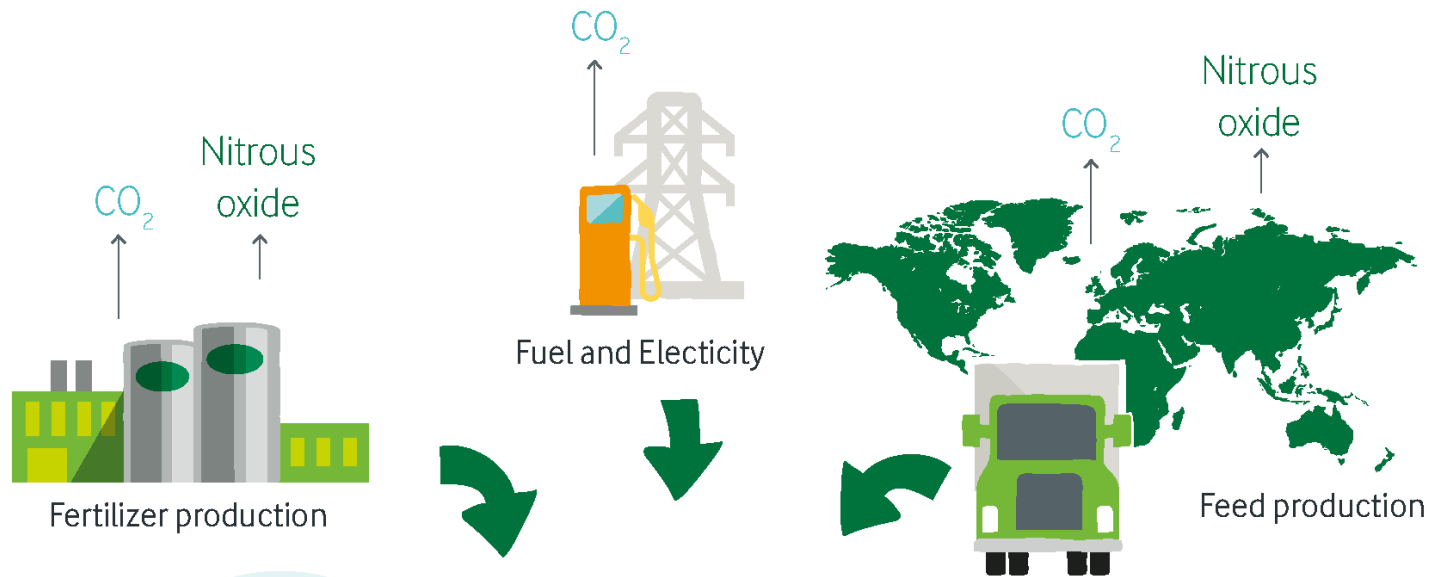 CO₂
Nitrous
oxide
Fertilizer production
CO₂
Fuel and Electicity
CO₂
Nitrous
oxide
Feed production